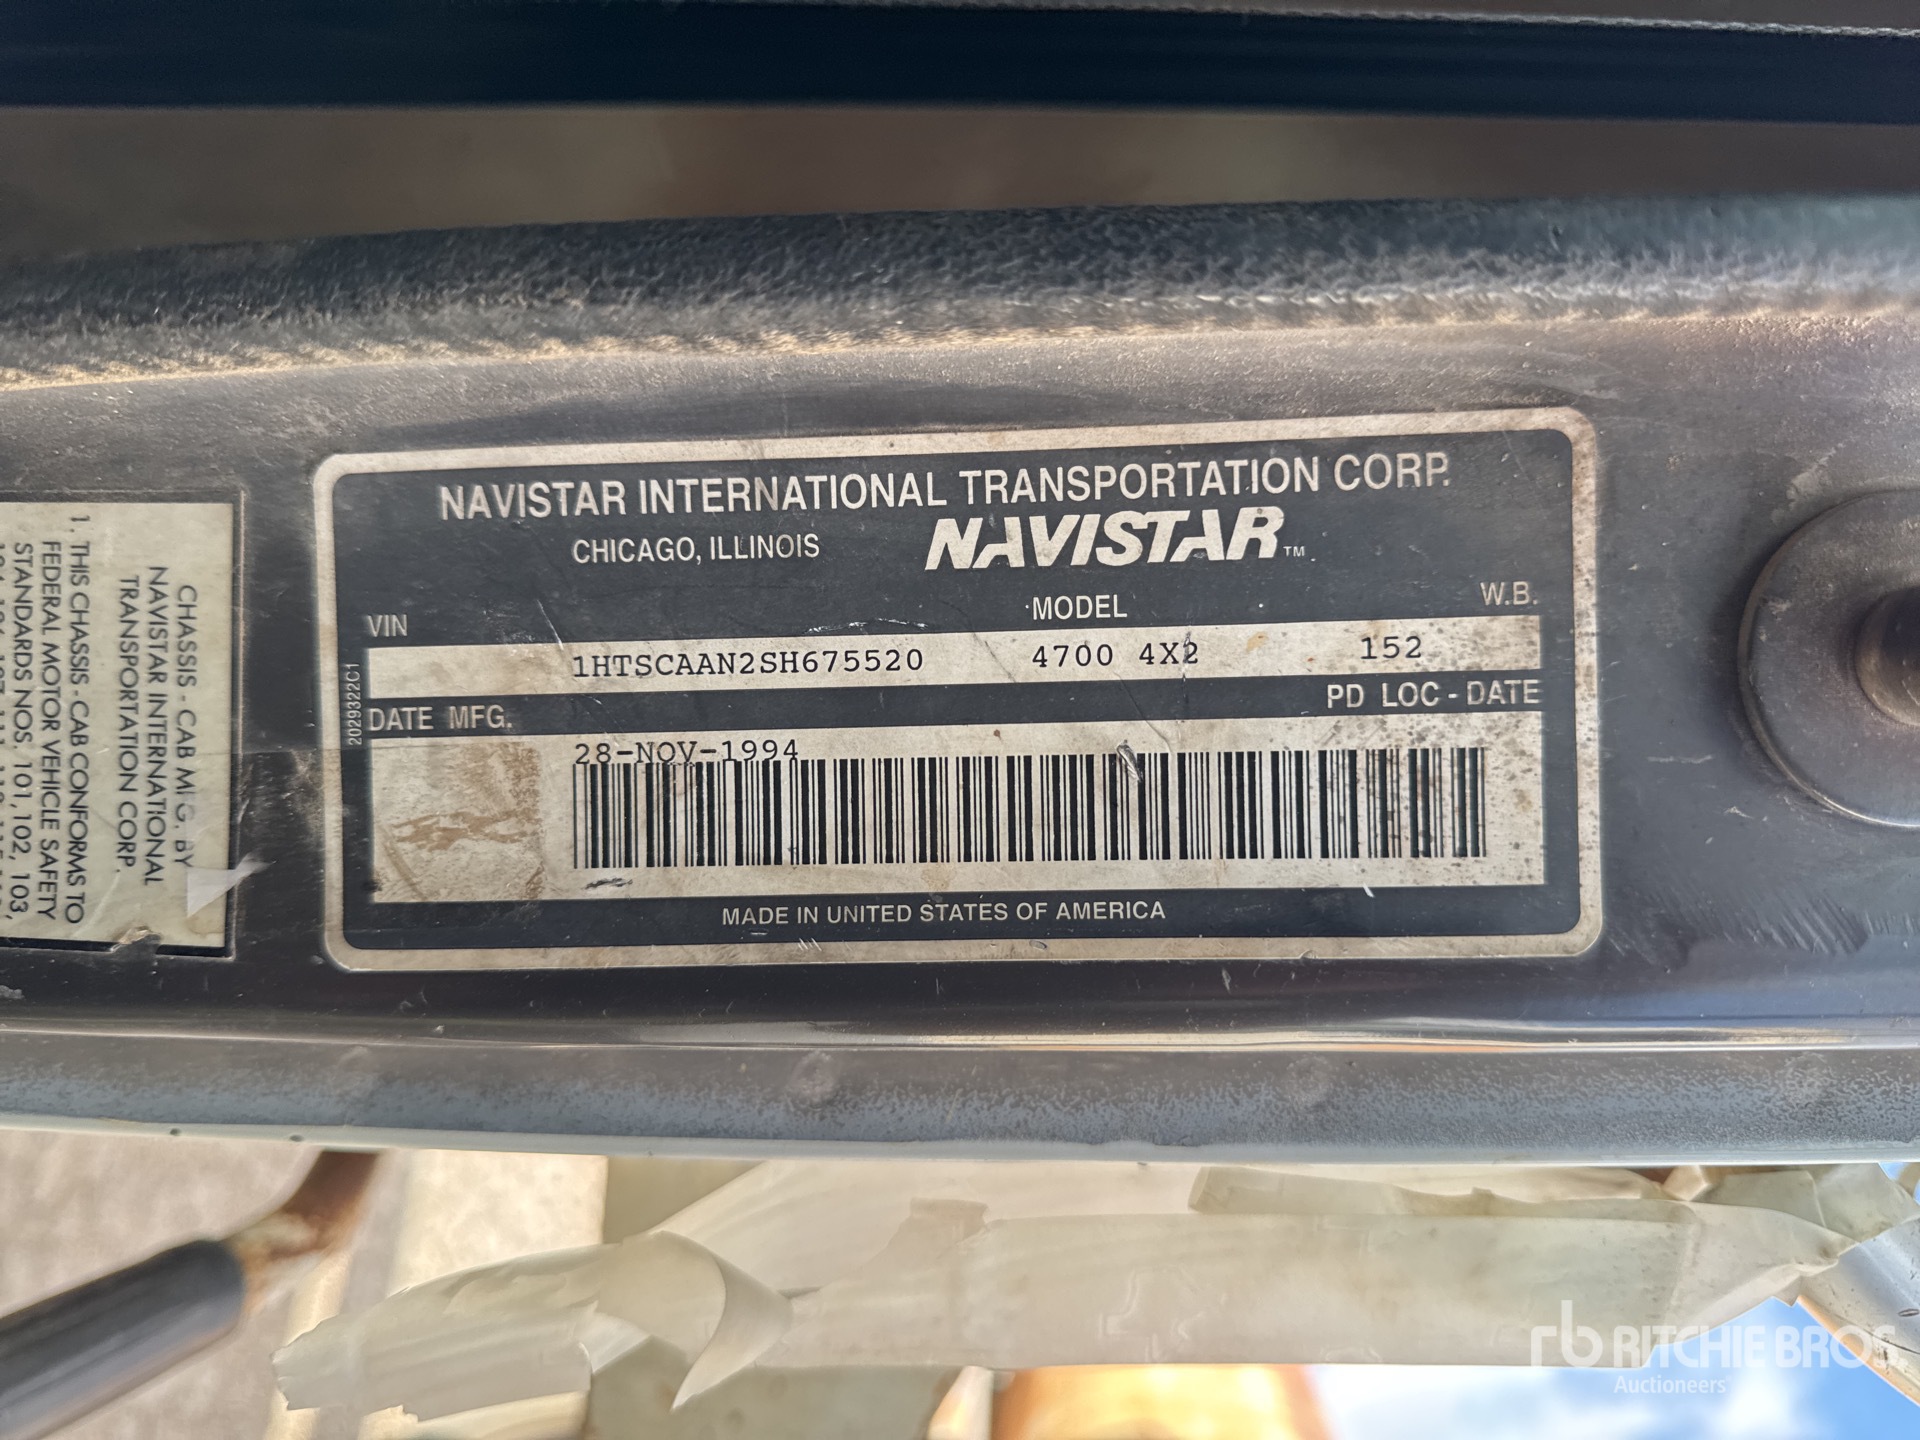 NAVISTAR INTERNATIONAL TRANSPORTATION CORP.
CHICAGO, ILLINOIS NAVISTAR TM
VIN MODEL W.B.
1HTSCAAN2SH675520 4700 4X2 152
DATE MFG. PD LOC - DATE
28-NOV-1994
MADE IN UNITED STATES OF AMERICA
2029322C1
CHASSIS - CAB MFG. BY
NAVISTAR INTERNATIONAL
TRANSPORTATION CORP.
1. THIS CHASSIS - CAB CONFORMS TO
FEDERAL MOTOR VEHICLE SAFETY
STANDARDS NOS. 101, 102, 103,
rb RITCHIE BROS.
Auctioneers